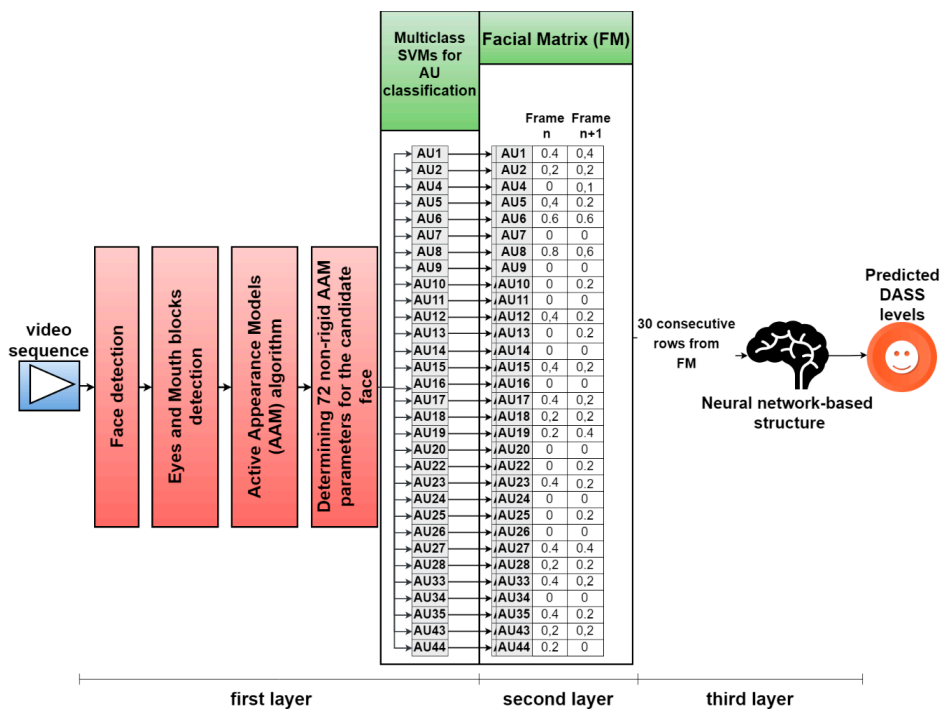 Multiclass
SVMs for
AU
classification
Facial Matrix (FM)
Frame n Frame n+1
AU1 AU1 0.4 0,4
AU2 AU2 0,2 0,2
AU4 AU4 0 0,1
AU5 AU5 0,4 0.2
AU6 AU6 0.6 0.6
AU7 AU7 0 0
AU8 AU8 0.8 0,6
AU9 AU9 0 0
AU10 AU10 0 0.2
AU11 AU11 0 0
AU12 AU12 0,4 0.2
AU13 AU13 0 0.2
AU14 AU14 0 0
AU15 AU15 0,4 0,2
AU16 AU16 0 0
AU17 AU17 0.4 0,2
AU18 AU18 0,2 0,2
AU19 AU19 0.2 0.4
AU20 AU20 0 0
AU22 AU22 0 0.2
AU23 AU23 0.4 0.2
AU24 AU24 0 0
AU25 AU25 0 0.2
AU26 AU26 0 0
AU27 AU27 0.4 0.4
AU28 AU28 0,2 0.2
AU33 AU33 0.4 0,2
AU34 AU34 0 0
AU35 AU35 0.4 0.2
AU43 AU43 0,2 0,2
AU44 AU44 0.2 0
video
sequence
Face detection
Eyes and Mouth blocks
detection
Active Appearance Models
(AAM) algorithm
Determining 72 non-rigid AAM
parameters for the candidate
face
30 consecutive
rows from
FM
Neural network-based
structure
Predicted
DASS
levels
first layer
second layer
third layer